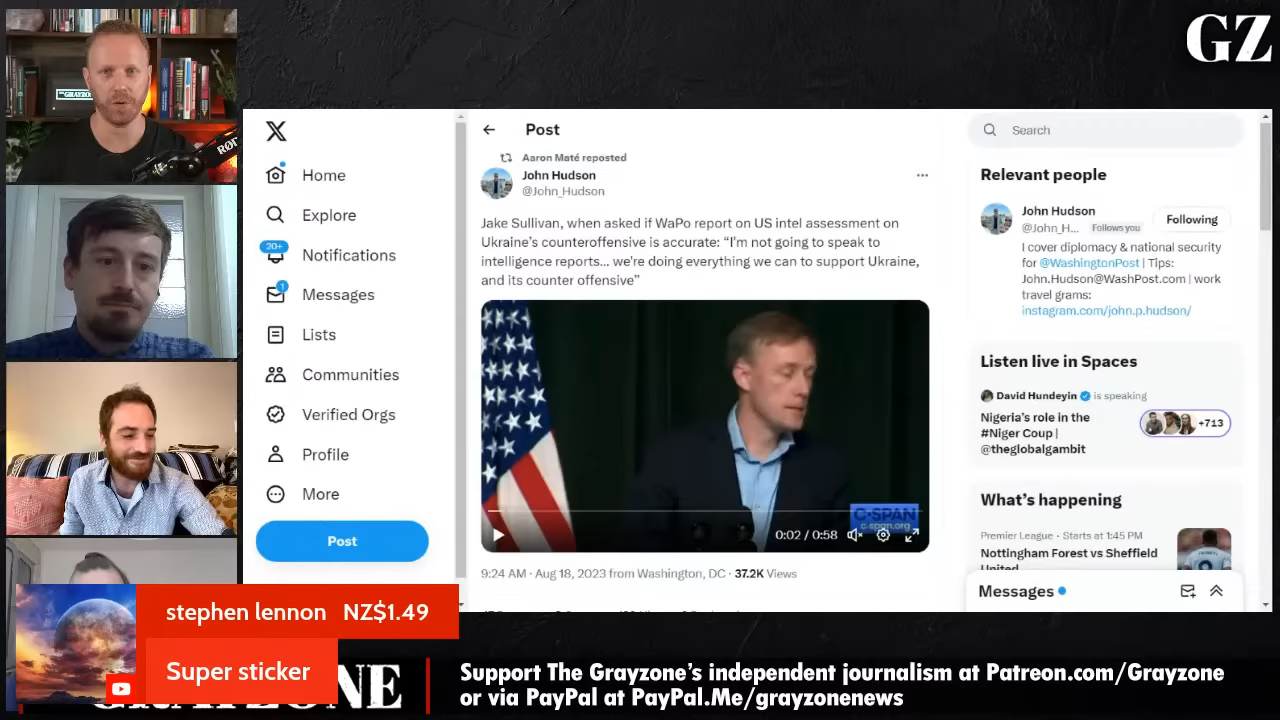 GZ
X
Home
Explore
20+
Notifications
1
Messages
Lists
Communities
Verified Orgs
Profile
More
Post
Post
Aaron Maté reposted
John Hudson
@John_Hudson
Jake Sullivan, when asked if WaPo report on US intel assessment on
Ukraine's counteroffensive is accurate: “I'm not going to speak to
intelligence reports... we're doing everything we can to support Ukraine,
and its counter offensive”
C-SPAN
c-span.org
0:02 / 0:58
9:24 AM · Aug 18, 2023 from Washington, DC · 37.2K Views
Search
Relevant people
John Hudson
@John_H... Follows you
Following
I cover diplomacy & national security
for @WashingtonPost | Tips:
John.Hudson@WashPost.com | work
travel grams:
instagram.com/john.p.hudson/
Listen live in Spaces
David Hundeyin is speaking
Nigeria's role in the
#Niger Coup |
@theglobalgambit
+713
What's happening
Premier League · Starts at 1:45 PM
Nottingham Forest vs Sheffield
United
Messages
stephen lennon NZ$1.49
Super sticker
GRAYZONE
Support The Grayzone's independent journalism at Patreon.com/Grayzone
or via PayPal at PayPal.Me/grayzonenews